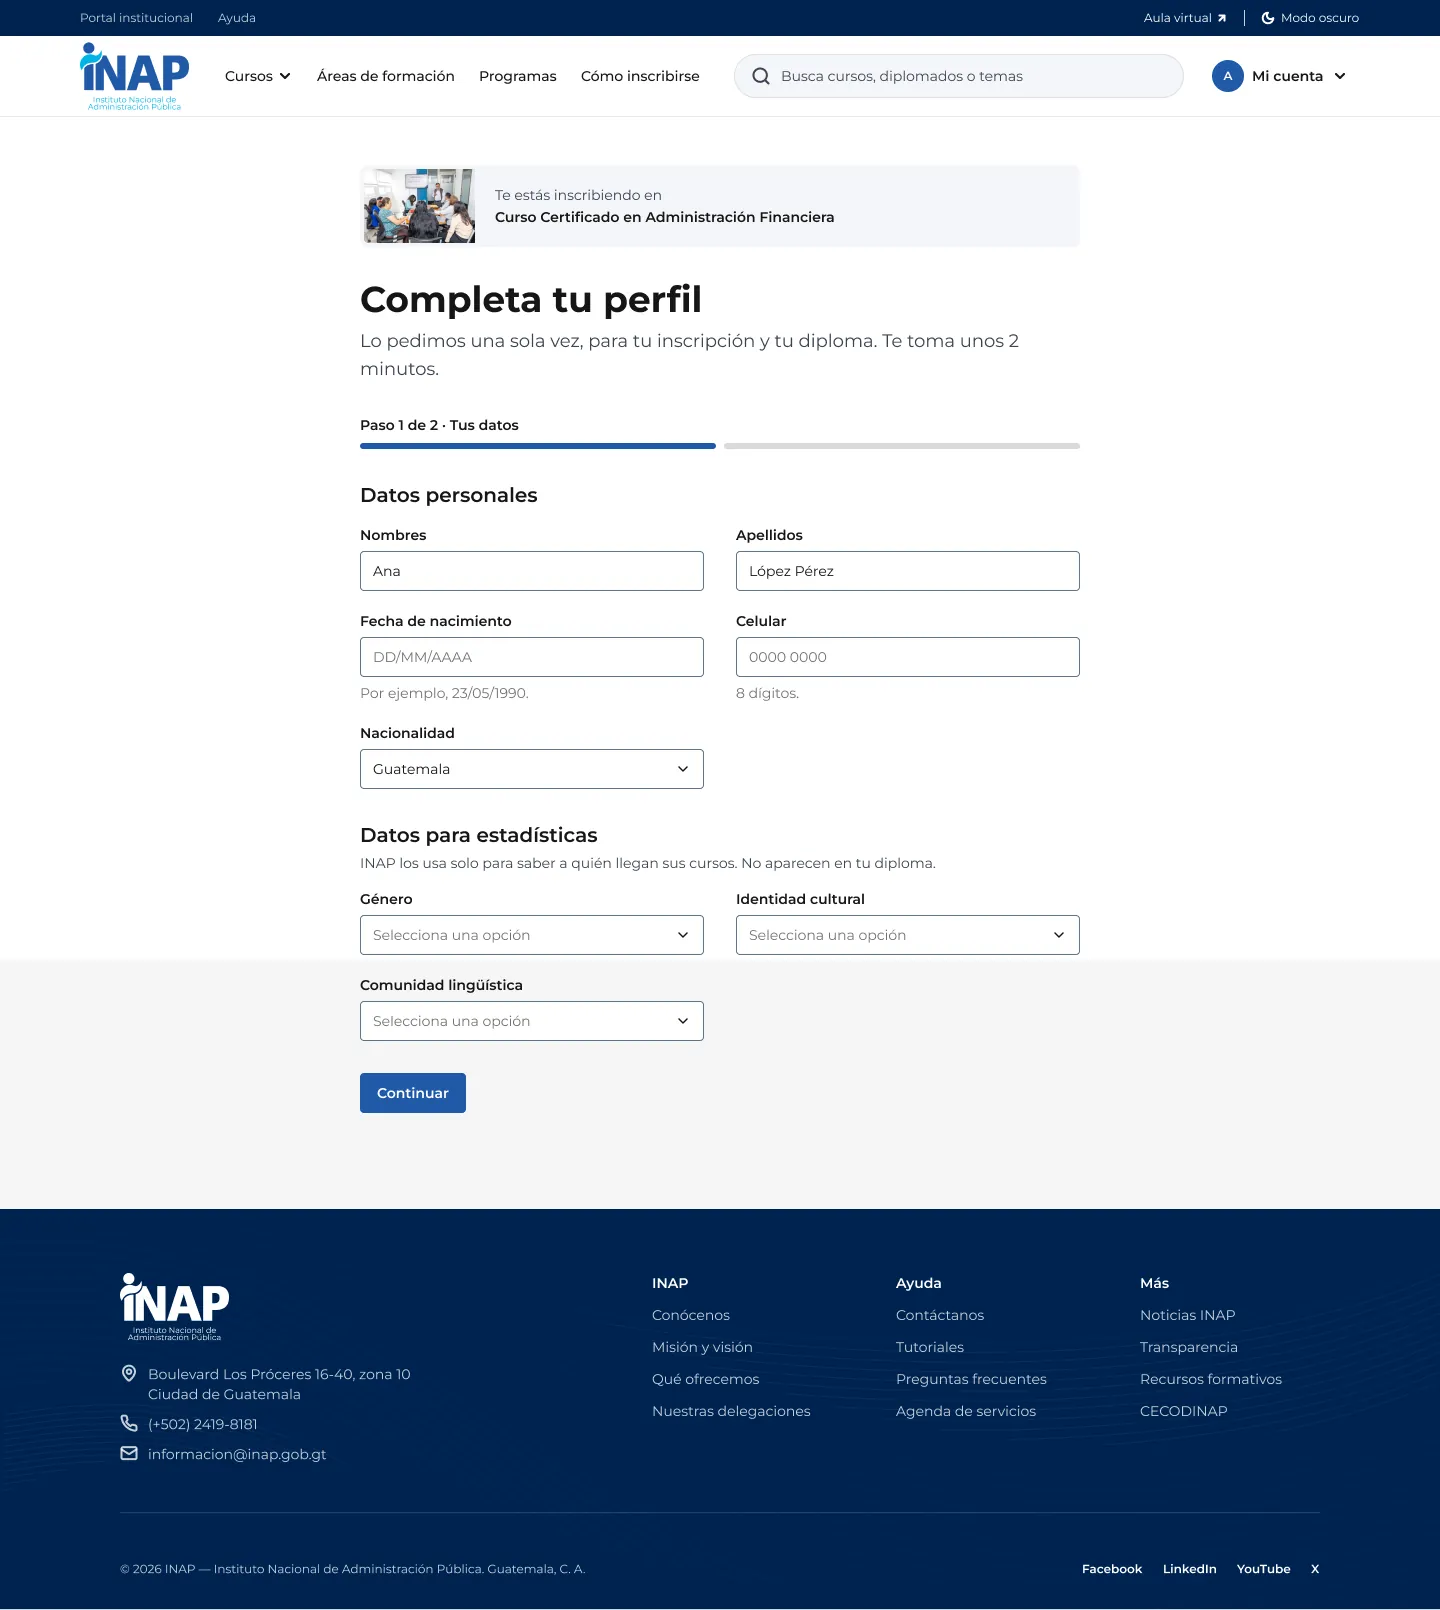 Portal institucional
Ayuda
Aula virtual
Modo oscuro
iNAP
Instituto Nacional de
Administración Pública
Cursos
Áreas de formación
Programas
Cómo inscribirse
Busca cursos, diplomados o temas
A
Mi cuenta
Te estás inscribiendo en
Curso Certificado en Administración Financiera
Completa tu perfil
Lo pedimos una sola vez, para tu inscripción y tu diploma. Te toma unos 2
minutos.
Paso 1 de 2 · Tus datos
Datos personales
Nombres
Apellidos
Ana
López Pérez
Fecha de nacimiento
Celular
DD/MM/AAAA
0000 0000
Por ejemplo, 23/05/1990.
8 dígitos.
Nacionalidad
Guatemala
Datos para estadísticas
INAP los usa solo para saber a quién llegan sus cursos. No aparecen en tu diploma.
Género
Identidad cultural
Selecciona una opción
Selecciona una opción
Comunidad lingüística
Selecciona una opción
Continuar
iNAP
Instituto Nacional de
Administración Pública
Boulevard Los Próceres 16-40, zona 10
Ciudad de Guatemala
(+502) 2419-8181
informacion@inap.gob.gt
INAP
Conócenos
Misión y visión
Qué ofrecemos
Nuestras delegaciones
Ayuda
Contáctanos
Tutoriales
Preguntas frecuentes
Agenda de servicios
Más
Noticias INAP
Transparencia
Recursos formativos
CECODINAP
© 2026 INAP — Instituto Nacional de Administración Pública. Guatemala, C. A.
Facebook
LinkedIn
YouTube
X